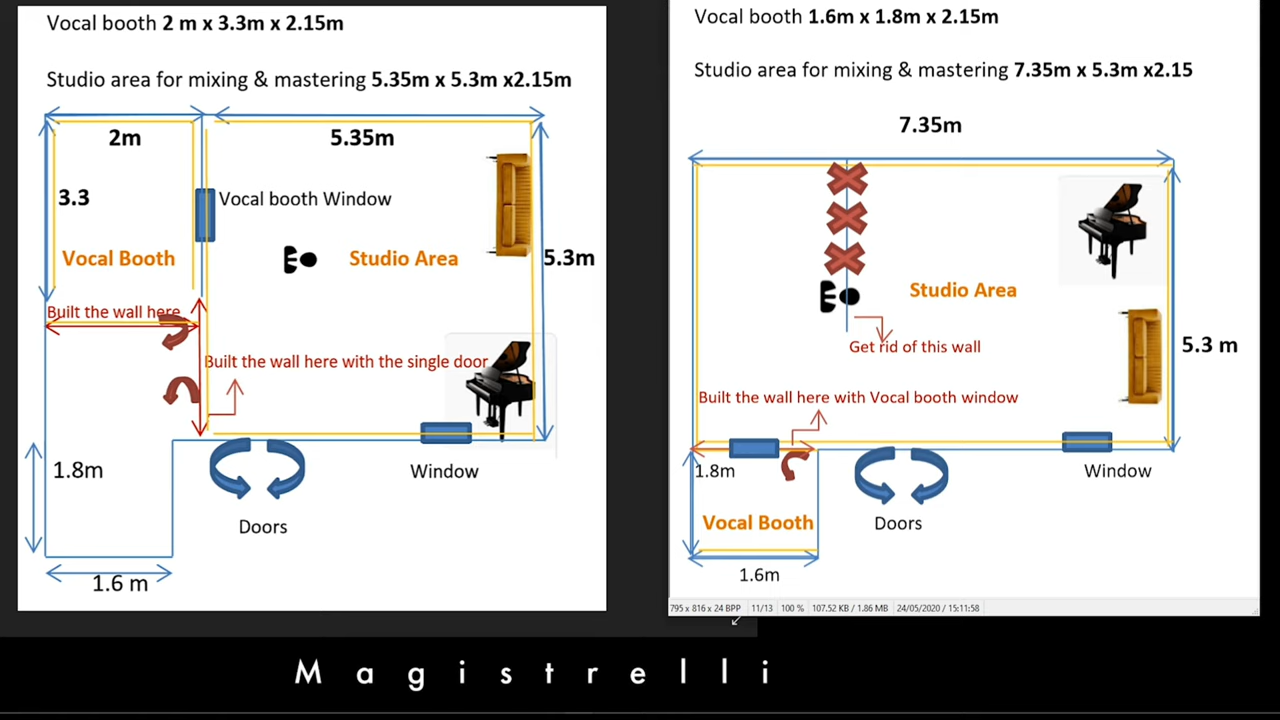 Vocal booth 2 m x 3.3m x 2.15m
Studio area for mixing & mastering 5.35m x 5.3m x2.15m
2m
5.35m
3.3
Vocal booth Window
Vocal Booth
Studio Area
5.3m
Built the wall here
Built the wall here with the single door
1.8m
Window
Doors
1.6 m
Vocal booth 1.6m x 1.8m x 2.15m
Studio area for mixing & mastering 7.35m x 5.3m x2.15
7.35m
Studio Area
Get rid of this wall
5.3 m
Built the wall here with Vocal booth window
1.8m
Window
Vocal Booth
Doors
1.6m
795 x 816 x 24 BPP 11/13 100 % 107.52 KB / 1.86 MB 24/05/2020 / 15:11:58
Magistrelli